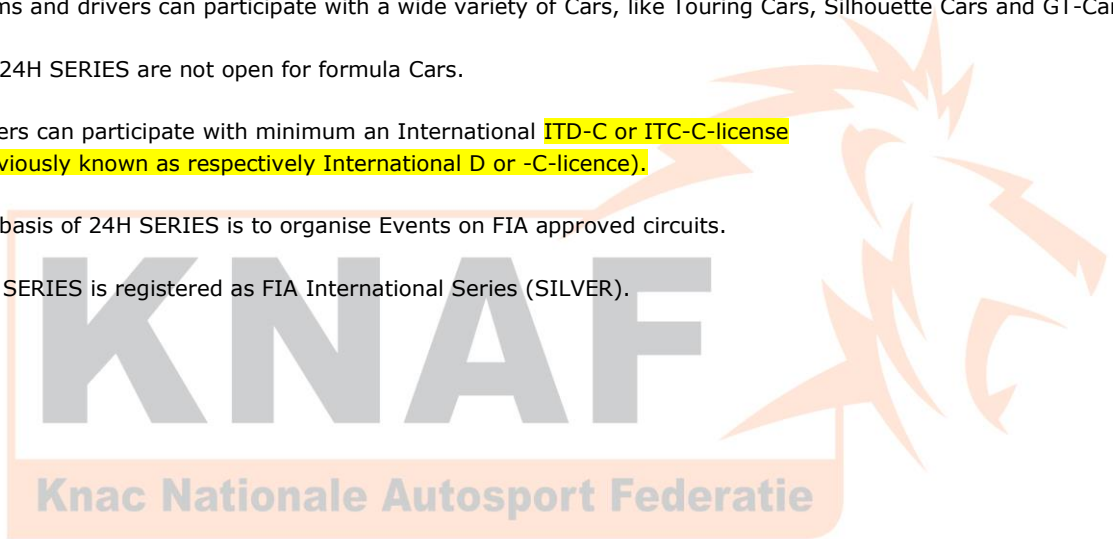 ms and drivers can participate with a wide variety of Cars, like Touring Cars, Silhouette Cars and GT-Car
24H SERIES are not open for formula Cars.
ers can participate with minimum an International ITD-C or ITC-C-license
viously known as respectively International D or -C-licence).
basis of 24H SERIES is to organise Events on FIA approved circuits.
SERIES is registered as FIA International Series (SILVER).
KNAF
Knac Nationale Autosport Federatie